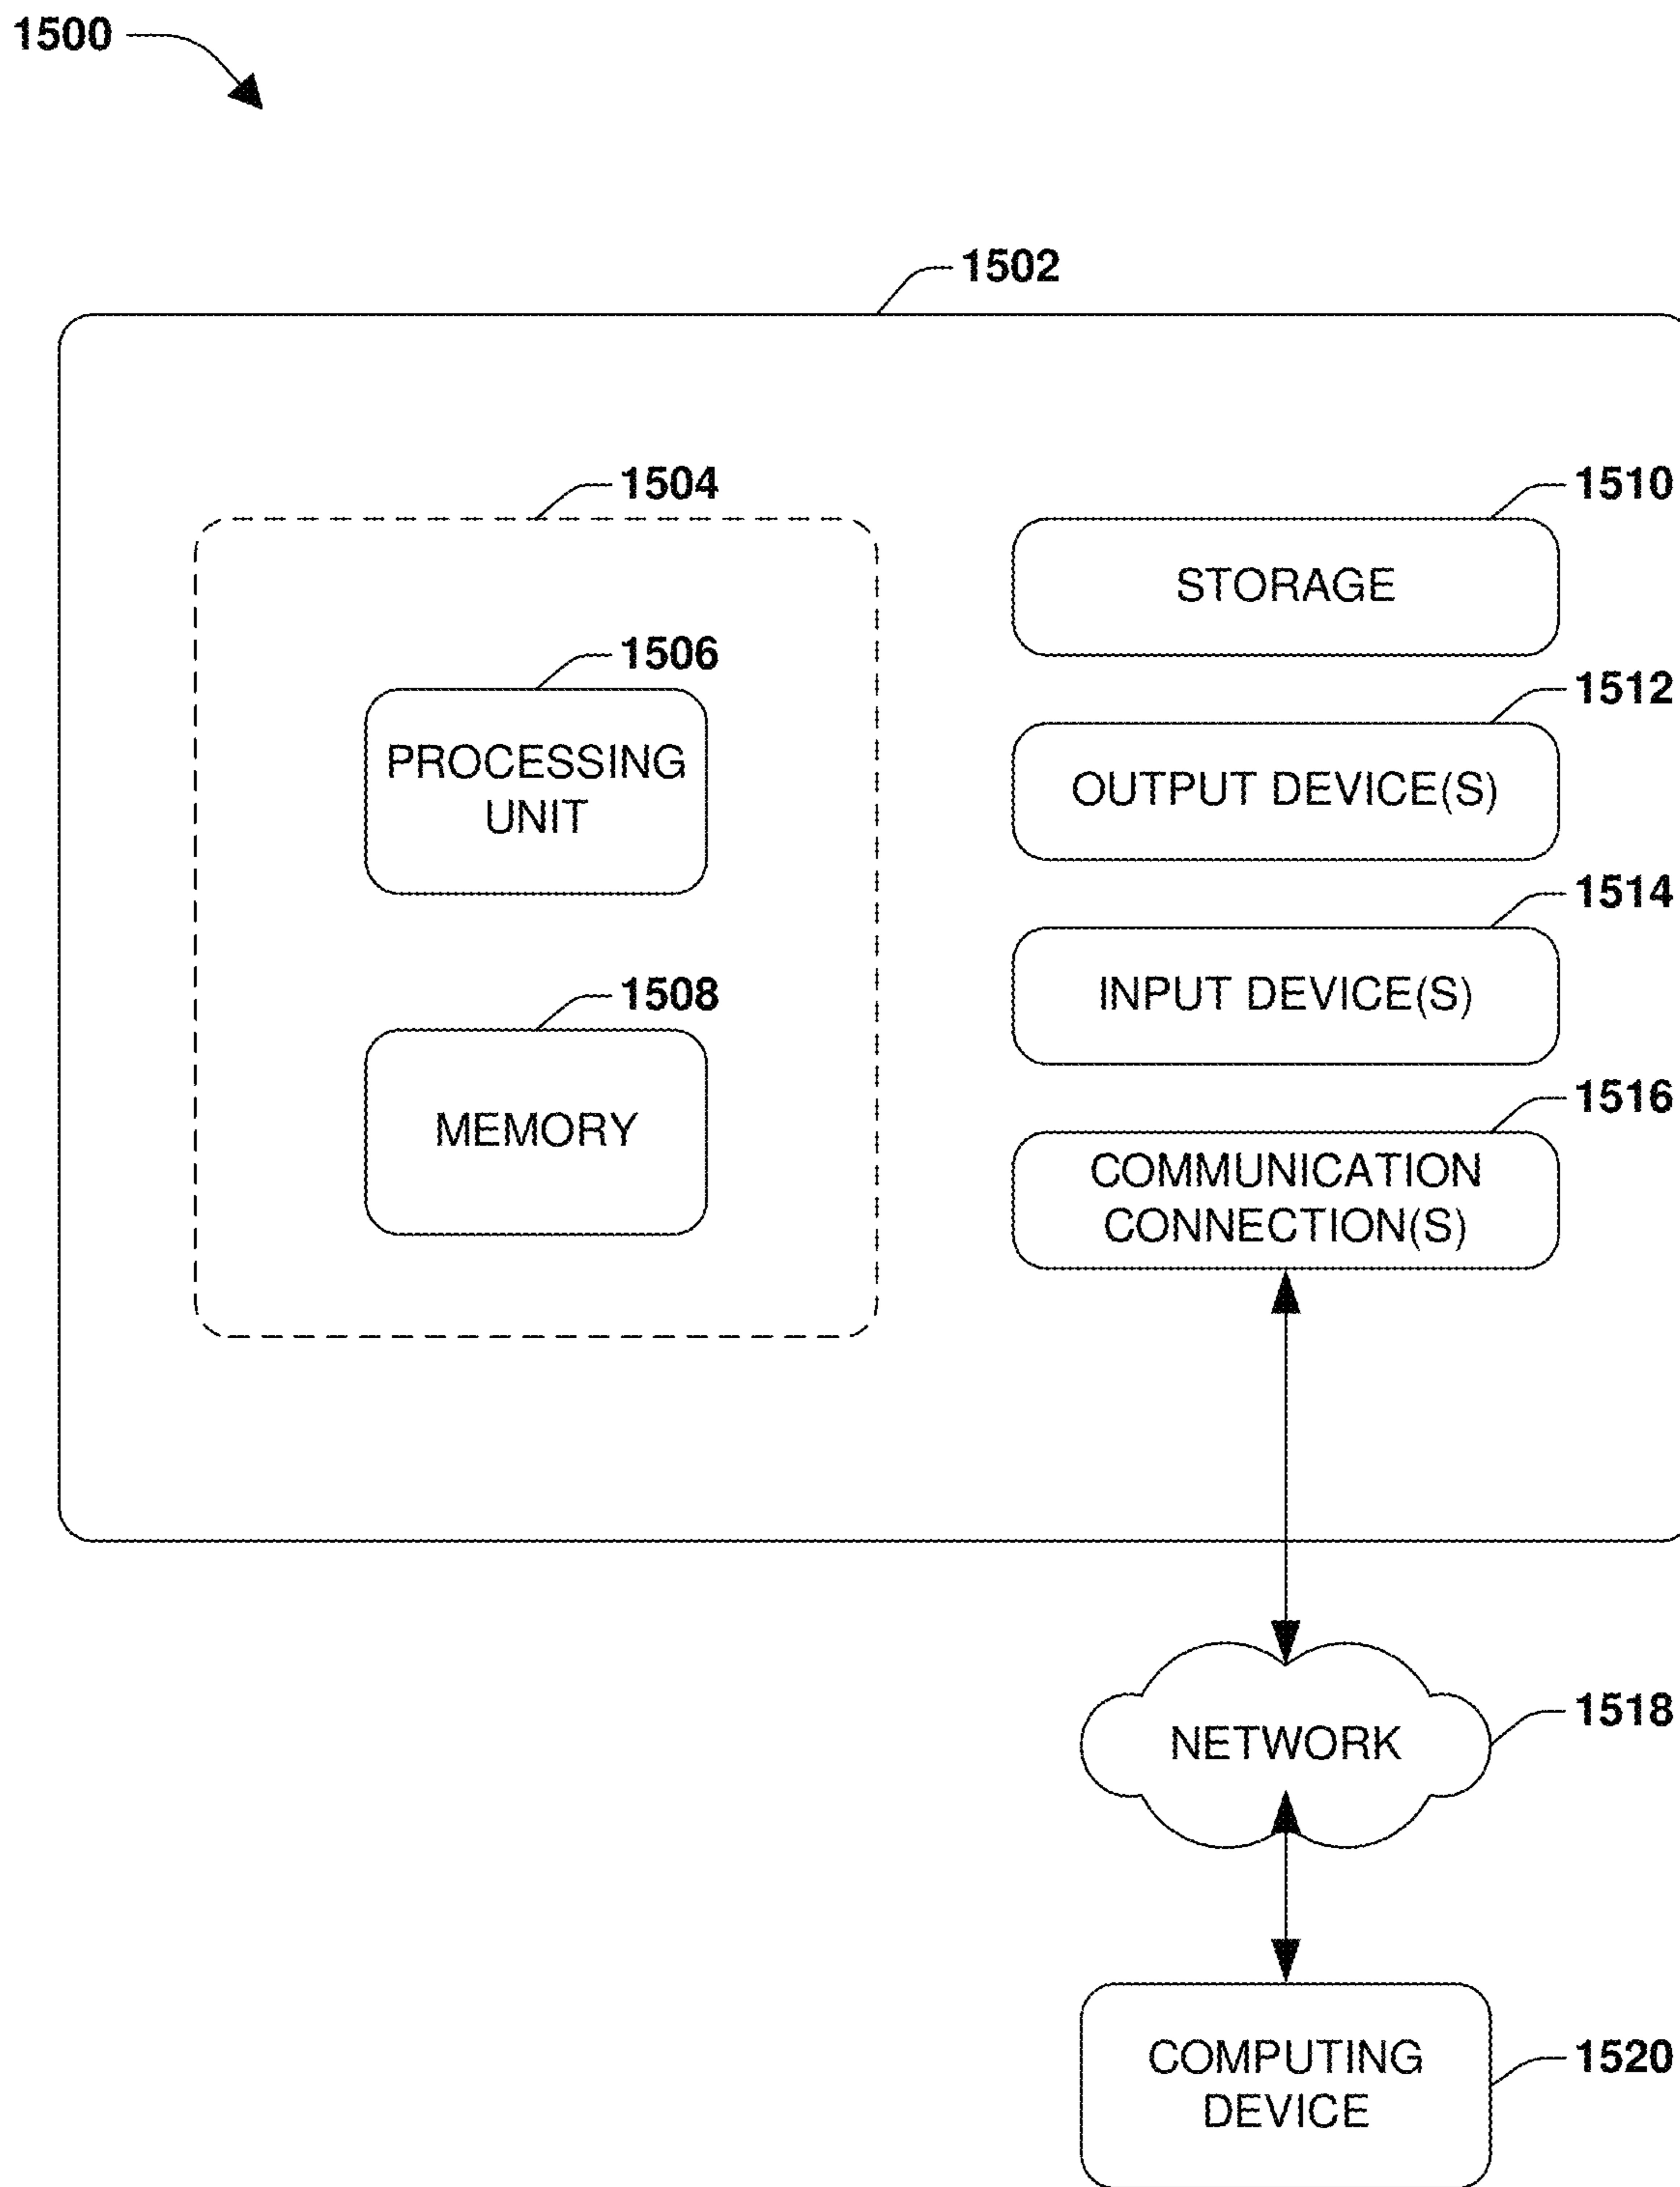 1500
1502
1504
1510
STORAGE
1506
1512
PROCESSING
UNIT
OUTPUT DEVICE(S)
1514
1508
INPUT DEVICE(S)
MEMORY
1516
COMMUNICATION
CONNECTION(S)
1518
NETWORK
1520
COMPUTING
DEVICE